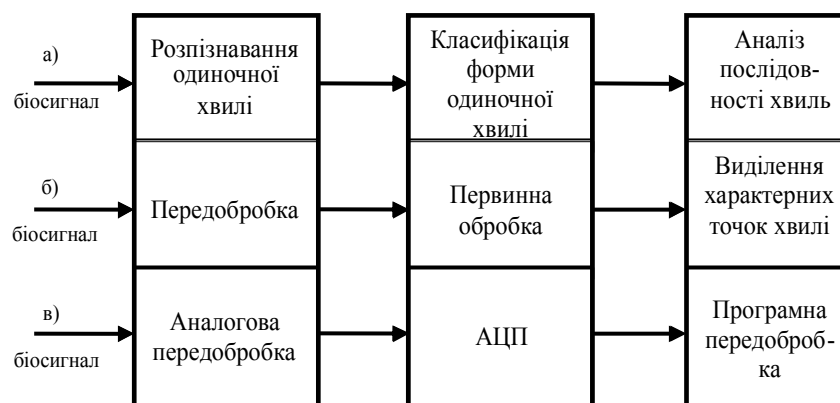 а)
біосигнал
Розпізнавання
одиночної
хвилі
Класифікація
форми
одиночної
хвилі
Аналіз
послідов-
ності хвиль
б)
біосигнал
Передобробка
Первинна
обробка
Виділення
характерних
точок хвилі
в)
біосигнал
Аналогова
передобробка
АЦП
Програмна
передоброб-
ка